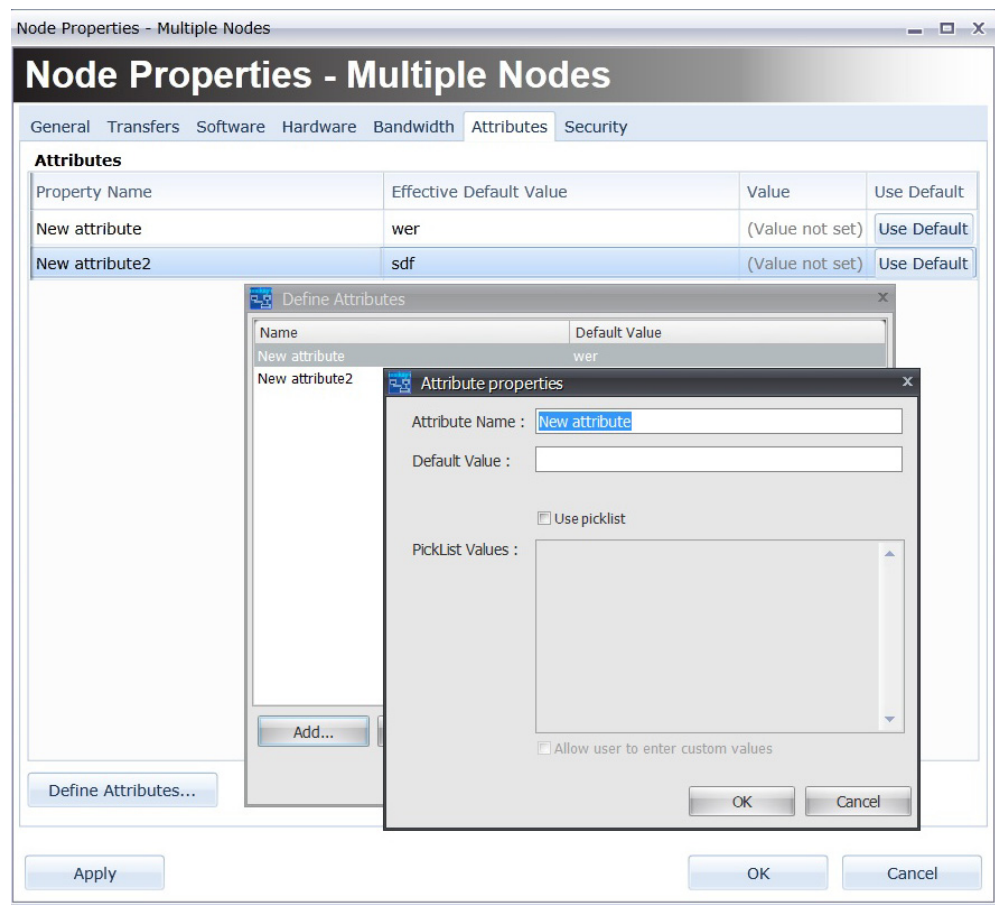 Node Properties - Multiple Nodes
Node Properties - Multiple Nodes
General Transfers Software Hardware Bandwidth Attributes Security
Attributes
Property Name Effective Default Value Value Use Default
New attribute wer (Value not set) Use Default
New attribute2 sdf (Value not set) Use Default
Define Attributes
Name Default Value
New attribute wer
New attribute2
Attribute properties
Attribute Name : New attribute
Default Value :
Use picklist
PickList Values :
Allow user to enter custom values
OK Cancel
Add...
Define Attributes...
Apply OK Cancel